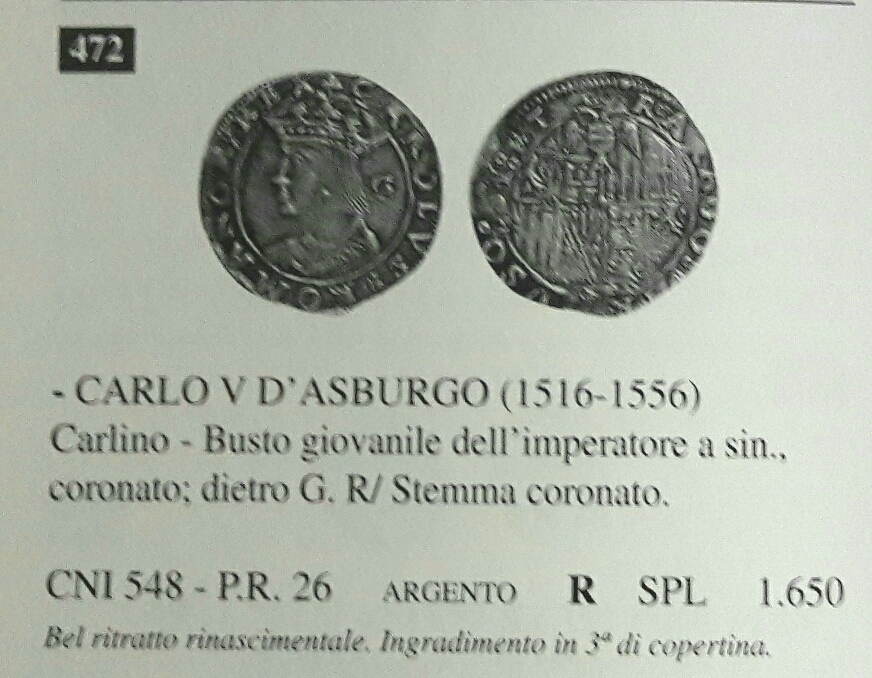 472
- CARLO V D'ASBURGO (1516-1556)
Carlino - Busto giovanile dell'imperatore a sin.,
coronato; dietro G. R/ Stemma coronato.
CNI 548 - P.R. 26 ARGENTO R SPL 1.650
Bel ritratto rinascimentale. Ingradimento in 3ª di copertina.